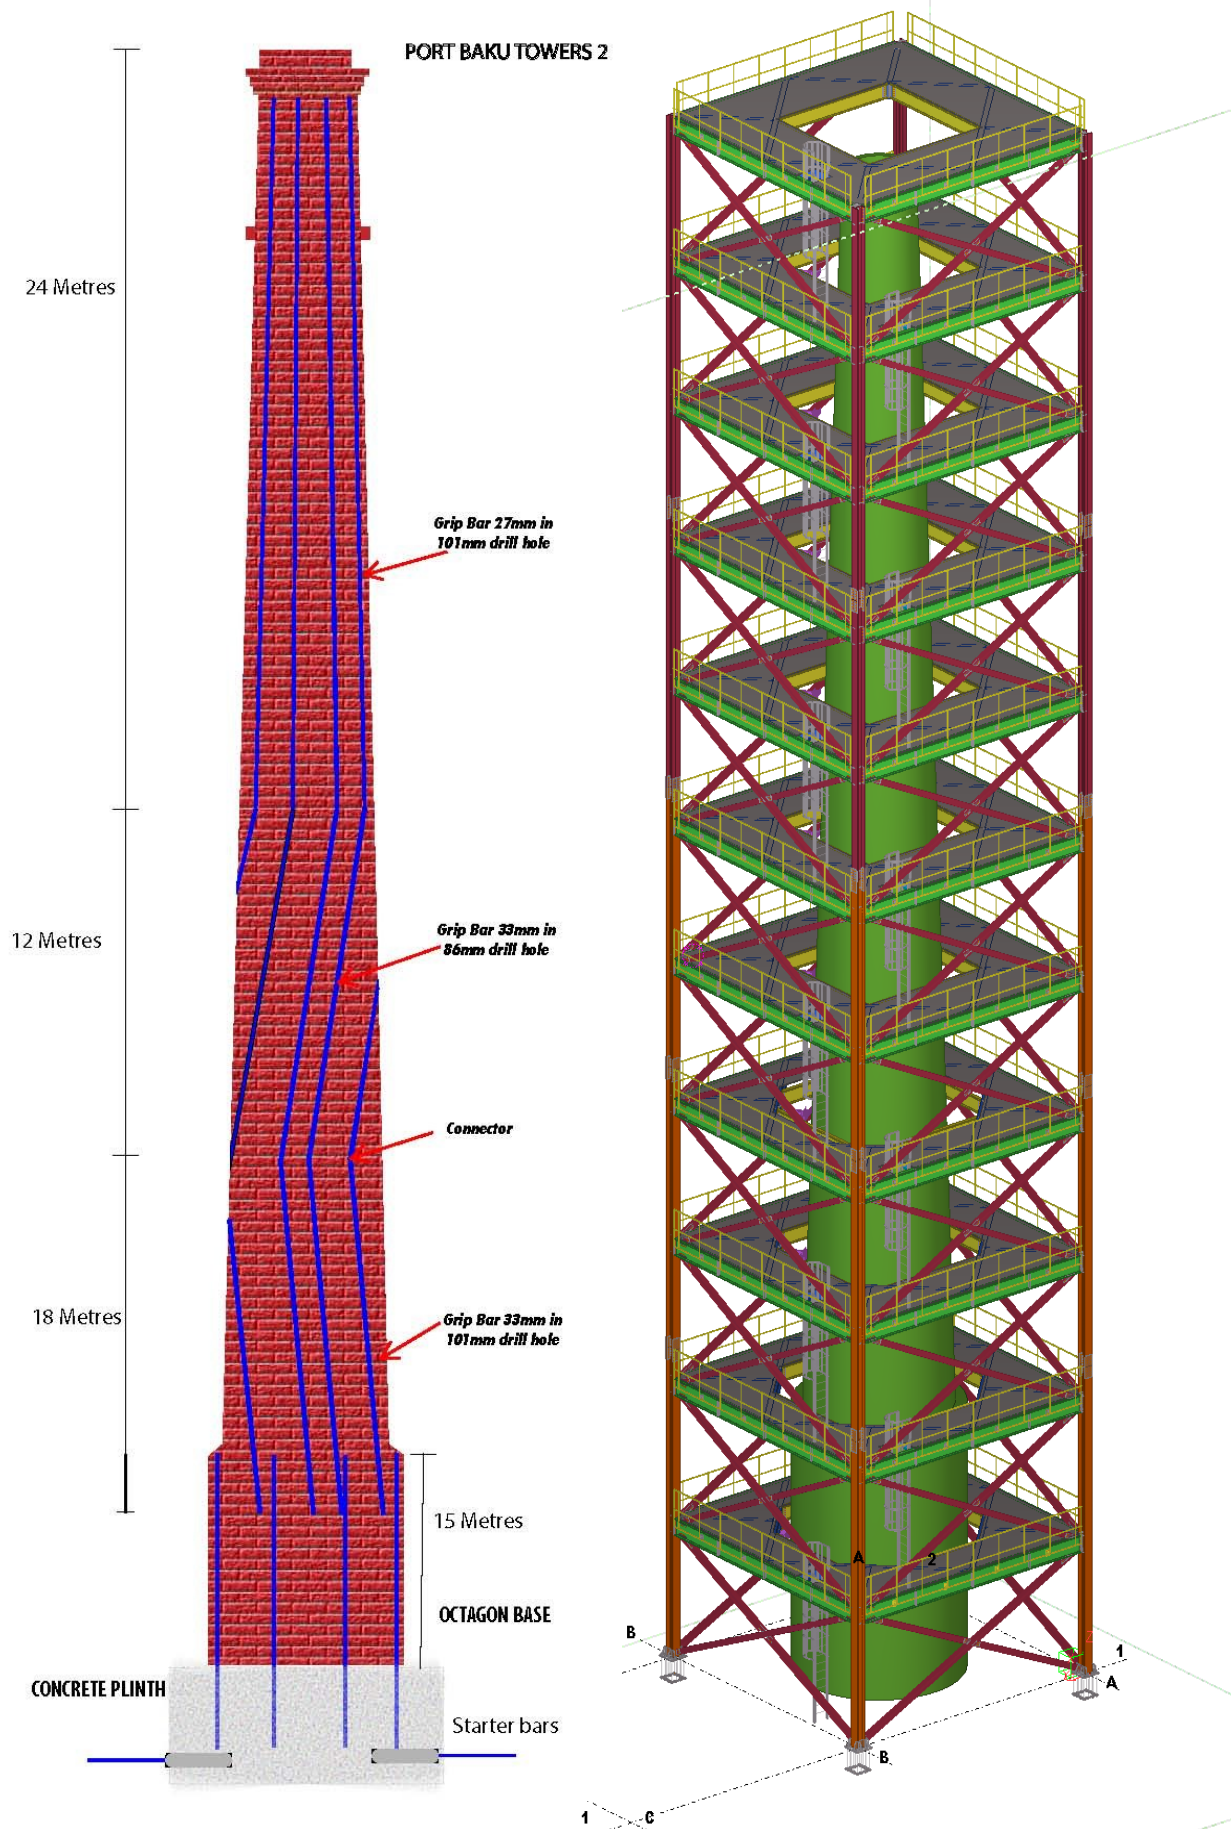 PORT BAKU TOWERS 2
24 Metres
Grip Bar 27mm in
101mm drill hole
12 Metres
Grip Bar 33mm in
86mm drill hole
Connector
18 Metres
Grip Bar 33mm in
101mm drill hole
15 Metres
OCTAGON BASE
CONCRETE PLINTH
Starter bars
A
2
B
1
A
B
1
C